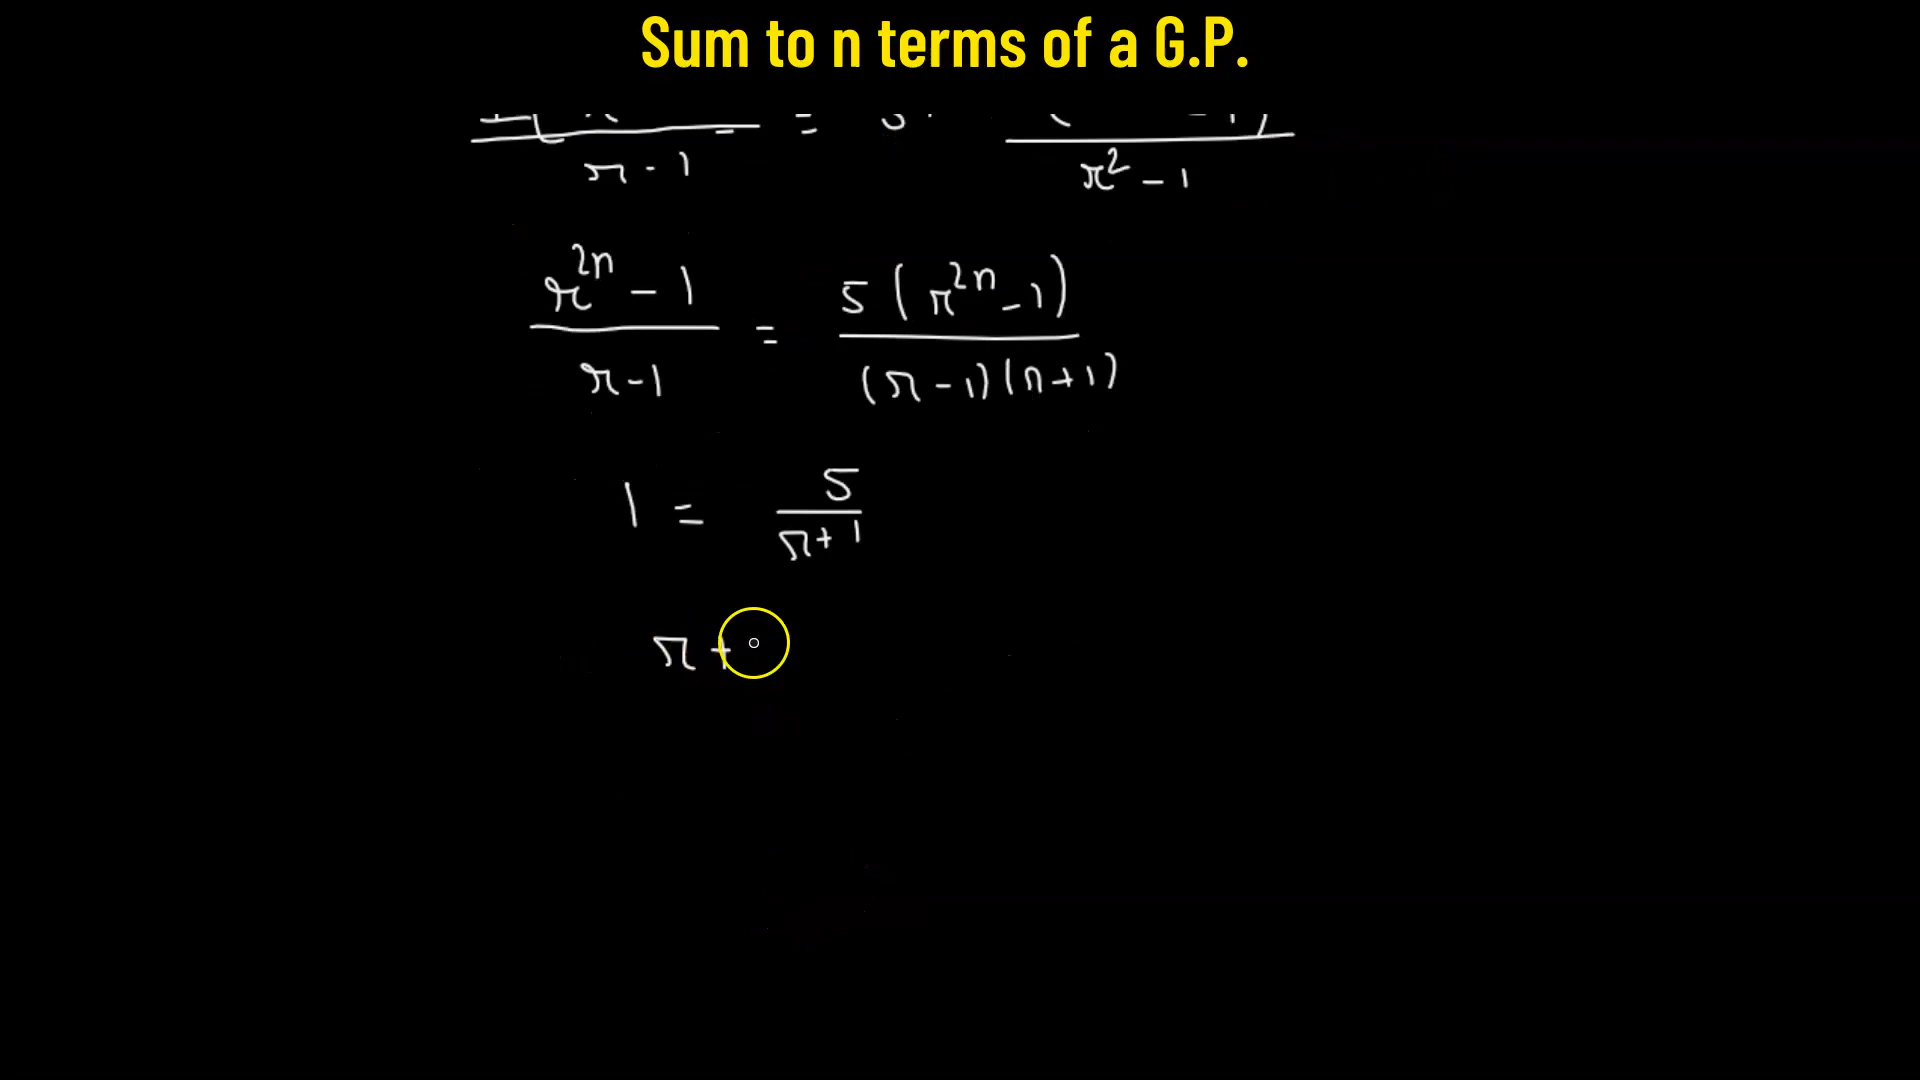 Sum to n terms of a G.P.
r - 1 = r² - 1
(r²ⁿ - 1)/(r - 1) = 5(r²ⁿ - 1)/((r - 1)(r + 1))
1 = 5/(r + 1)
r +